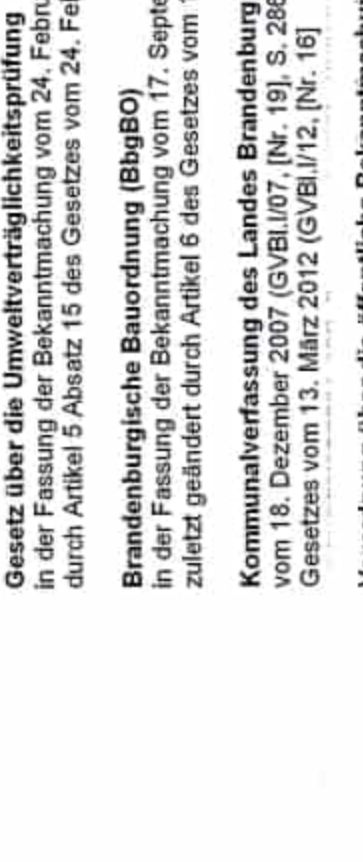 Gesetz über die Umweltverträglichkeitsprüfung
in der Fassung der Bekanntmachung vom 24. Febru
durch Artikel 5 Absatz 15 des Gesetzes vom 24. Feb
Brandenburgische Bauordnung (BbgBO)
in der Fassung der Bekanntmachung vom 17. Septe
zuletzt geändert durch Artikel 6 des Gesetzes vom
Kommunalverfassung des Landes Brandenburg
vom 18. Dezember 2007 (GVBl.I/07, [Nr. 19], S. 286
Gesetzes vom 13. März 2012 (GVBl.I/12, [Nr. 16]